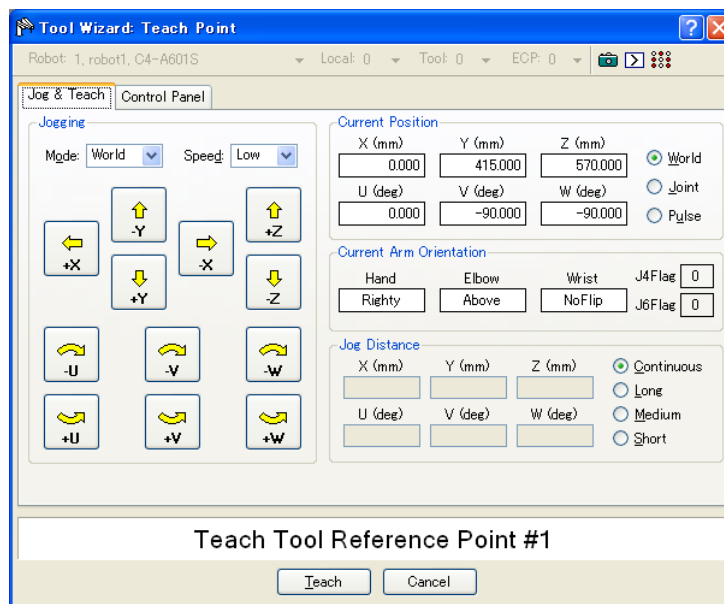 Tool Wizard: Teach Point
Robot: 1, robot1, C4-A601S Local: 0 Tool: 0 ECP: 0
Jog & Teach Control Panel
Jogging
Mode: World Speed: Low
-Y +Z
+X -X
+Y -Z
-U -V -W
+U +V +W
Current Position
X (mm) Y (mm) Z (mm)
0.000 415.000 570.000
U (deg) V (deg) W (deg)
0.000 -90.000 -90.000
World
Joint
Pulse
Current Arm Orientation
Hand Elbow Wrist J4Flag 0
Righty Above NoFlip J6Flag 0
Jog Distance
X (mm) Y (mm) Z (mm)
U (deg) V (deg) W (deg)
Continuous
Long
Medium
Short
Teach Tool Reference Point #1
Teach Cancel